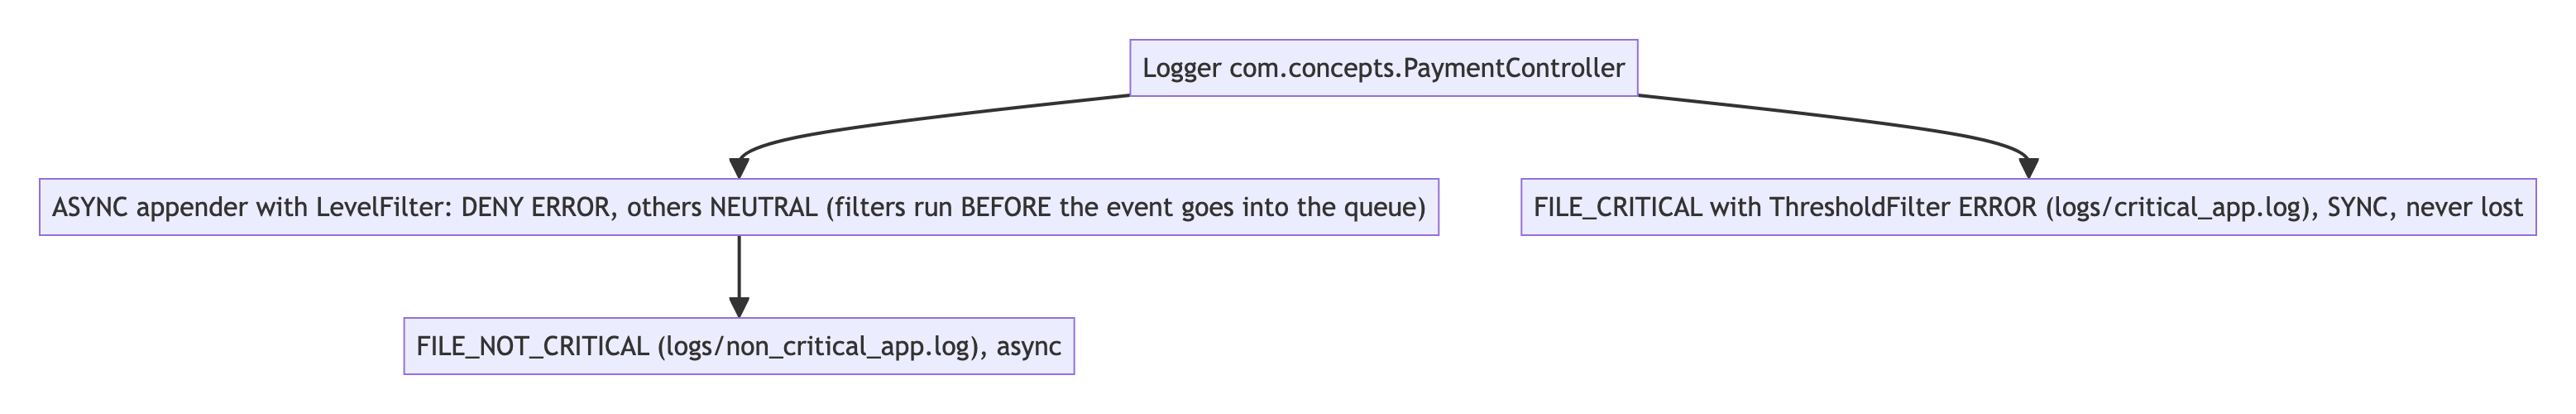 Logger com.concepts.PaymentController
ASYNC appender with LevelFilter: DENY ERROR, others NEUTRAL (filters run BEFORE the event goes into the queue)
FILE_CRITICAL with ThresholdFilter ERROR (logs/critical_app.log), SYNC, never lost
FILE_NOT_CRITICAL (logs/non_critical_app.log), async